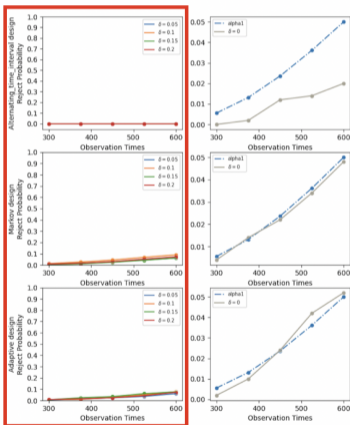 Alternating_time_interval design
Reject Probability
1.0
0.9
0.8
0.7
0.6
0.5
0.4
0.3
0.2
0.1
0.0
δ = 0.05
δ = 0.1
δ = 0.15
δ = 0.2
300 400 500 600
Observation Times
0.05
0.04
0.03
0.02
0.01
0.00
alpha1
δ = 0
300 400 500 600
Observation Times
Markov design
Reject Probability
1.0
0.9
0.8
0.7
0.6
0.5
0.4
0.3
0.2
0.1
0.0
δ = 0.05
δ = 0.1
δ = 0.15
δ = 0.2
300 400 500 600
Observation Times
0.05
0.04
0.03
0.02
0.01
alpha1
δ = 0
300 400 500 600
Observation Times
Adaptive design
Reject Probability
1.0
0.9
0.8
0.7
0.6
0.5
0.4
0.3
0.2
0.1
0.0
δ = 0.05
δ = 0.1
δ = 0.15
δ = 0.2
300 400 500 600
Observation Times
0.05
0.04
0.03
0.02
0.01
0.00
alpha1
δ = 0
300 400 500 600
Observation Times